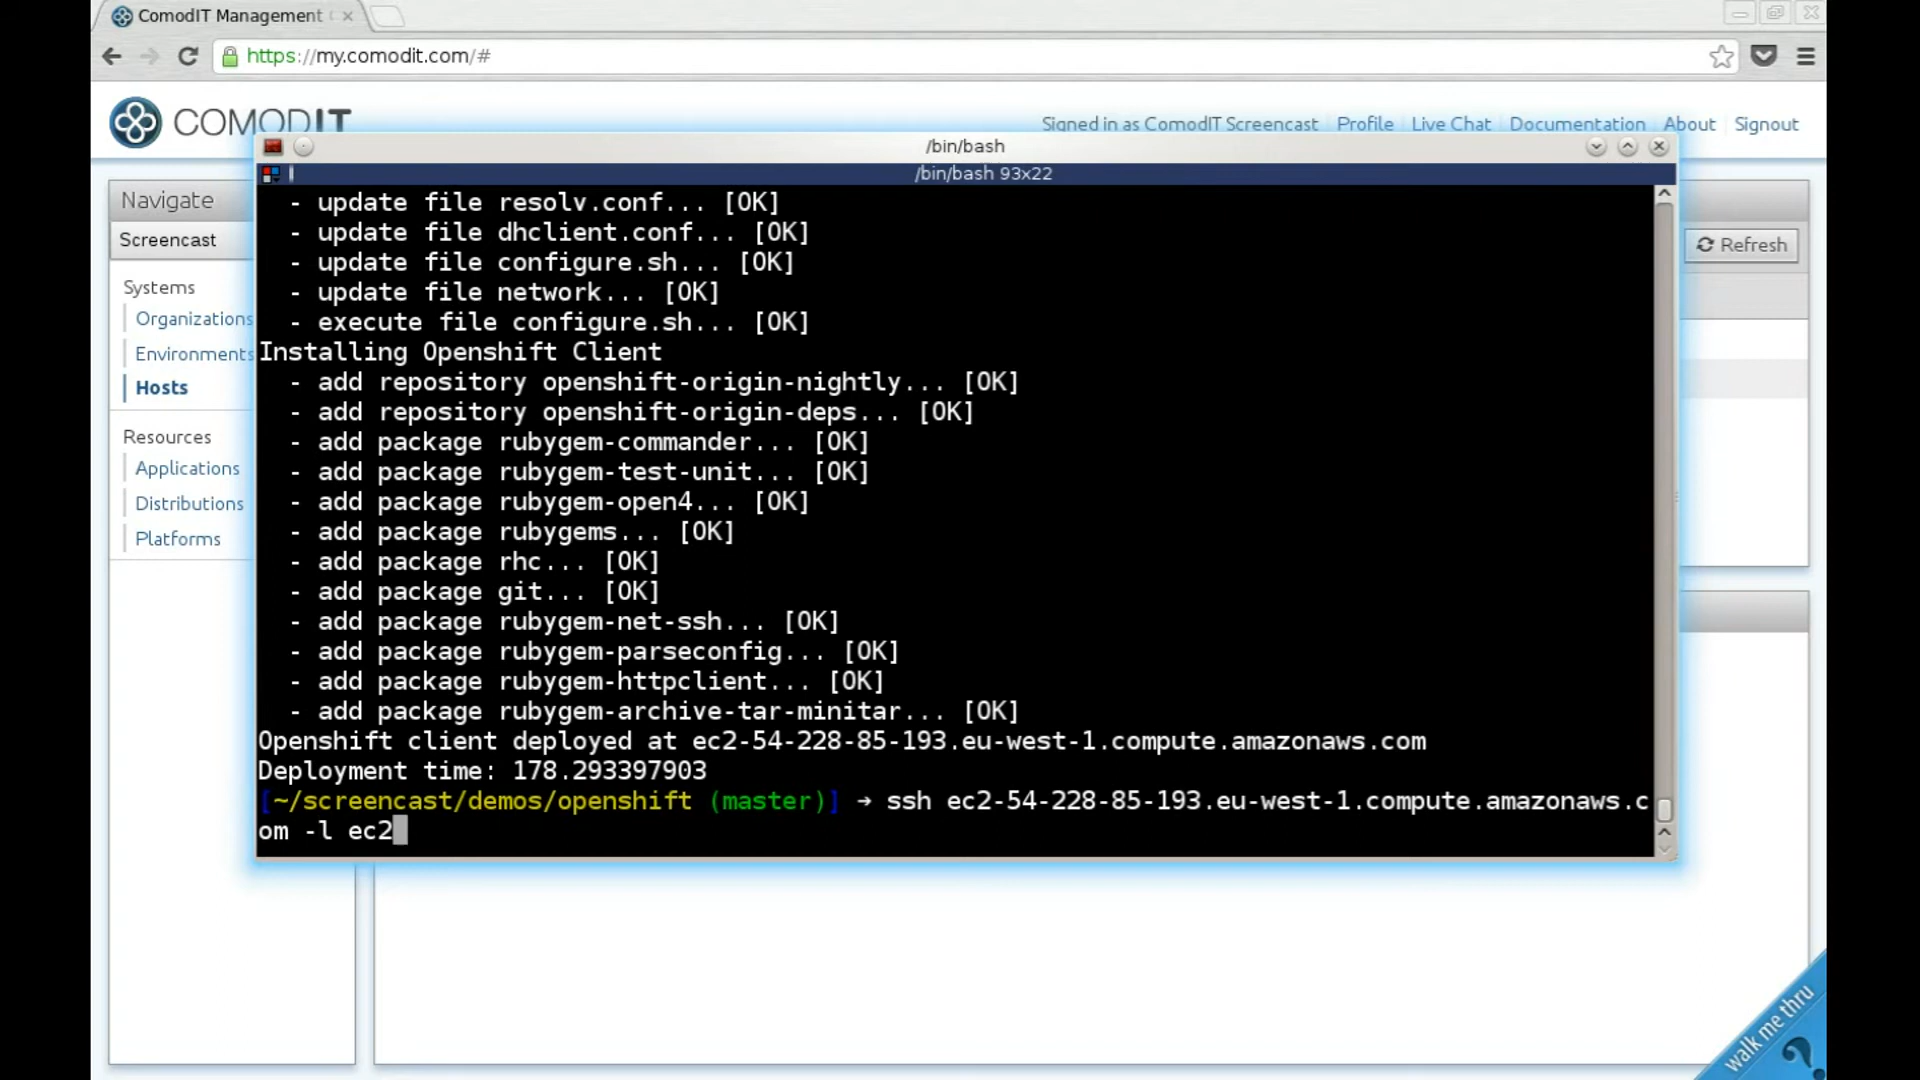 ComodIT Management
https://my.comodit.com/#
COMODIT
Signed in as ComodIT Screencast Profile Live Chat Documentation About Signout
/bin/bash
/bin/bash 93x22
Navigate
Screencast
Systems
Organizations
Environments
Hosts
Resources
Applications
Distributions
Platforms
Refresh
- update file resolv.conf... [OK]
- update file dhclient.conf... [OK]
- update file configure.sh... [OK]
- update file network... [OK]
- execute file configure.sh... [OK]
Installing Openshift Client
- add repository openshift-origin-nightly... [OK]
- add repository openshift-origin-deps... [OK]
- add package rubygem-commander... [OK]
- add package rubygem-test-unit... [OK]
- add package rubygem-open4... [OK]
- add package rubygems... [OK]
- add package rhc... [OK]
- add package git... [OK]
- add package rubygem-net-ssh... [OK]
- add package rubygem-parseconfig... [OK]
- add package rubygem-httpclient... [OK]
- add package rubygem-archive-tar-minitar... [OK]
Openshift client deployed at ec2-54-228-85-193.eu-west-1.compute.amazonaws.com
Deployment time: 178.293397903
[~/screencast/demos/openshift (master)] → ssh ec2-54-228-85-193.eu-west-1.compute.amazonaws.c
om -l ec2
walk me thru
?